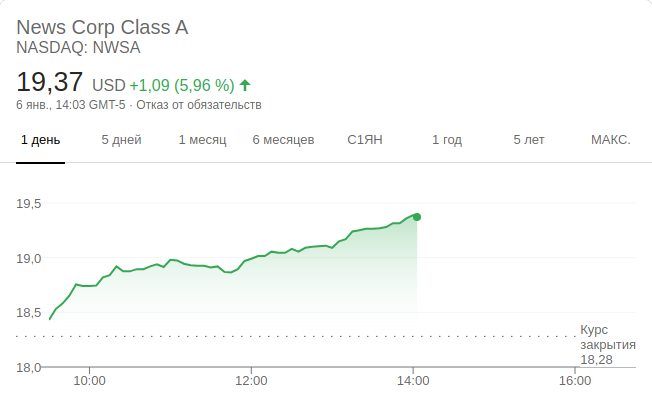 News Corp Class A
NASDAQ: NWSA
19,37 USD +1,09 (5,96 %)
6 янв., 14:03 GMT-5 · Отказ от обязательств
1 день 5 дней 1 месяц 6 месяцев С1ЯН 1 год 5 лет МАКС.
19,5
19,0
18,5
Курс
закрытия
18,28
18,0
10:00 12:00 14:00 16:00